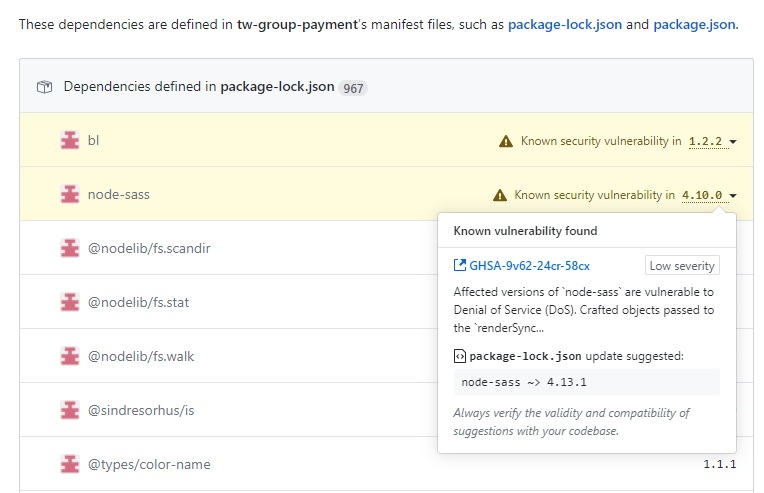 These dependencies are defined in tw-group-payment's manifest files, such as package-lock.json and package.json.
Dependencies defined in package-lock.json 967
bl
Known security vulnerability in 1.2.2
node-sass
Known security vulnerability in 4.10.0
@nodelib/fs.scandir
@nodelib/fs.stat
@nodelib/fs.walk
@sindresorhus/is
@types/color-name
1.1.1
Known vulnerability found
GHSA-9v62-24cr-58cx
Low severity
Affected versions of `node-sass` are vulnerable to
Denial of Service (DoS). Crafted objects passed to
the `renderSync...
package-lock.json update suggested:
node-sass ~> 4.13.1
Always verify the validity and compatibility of
suggestions with your codebase.